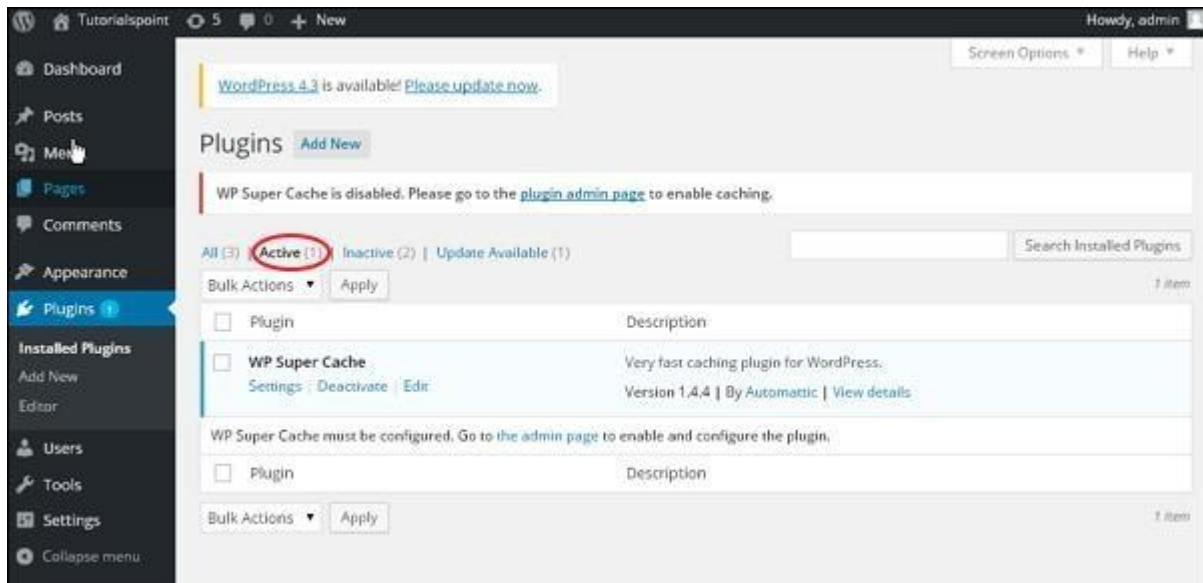 Tutorialspoint 5 0 + New Howdy, admin
Screen Options ▼ Help ▼
Dashboard
Posts
Pages
Comments
Appearance
Plugins 1
Installed Plugins
Add New
Editor
Users
Tools
Settings
Collapse menu
WordPress 4.3 is available! Please update now.
Plugins Add New
WP Super Cache is disabled. Please go to the plugin admin page to enable caching.
All (3) | Active (1) | Inactive (2) | Update Available (1)
Search Installed Plugins
Bulk Actions ▼ Apply 1 item
Plugin Description
WP Super Cache Very fast caching plugin for WordPress.
Settings | Deactivate | Edit Version 1.4.4 | By Automattic | View details
WP Super Cache must be configured. Go to the admin page to enable and configure the plugin.
Plugin Description
Bulk Actions ▼ Apply 1 item